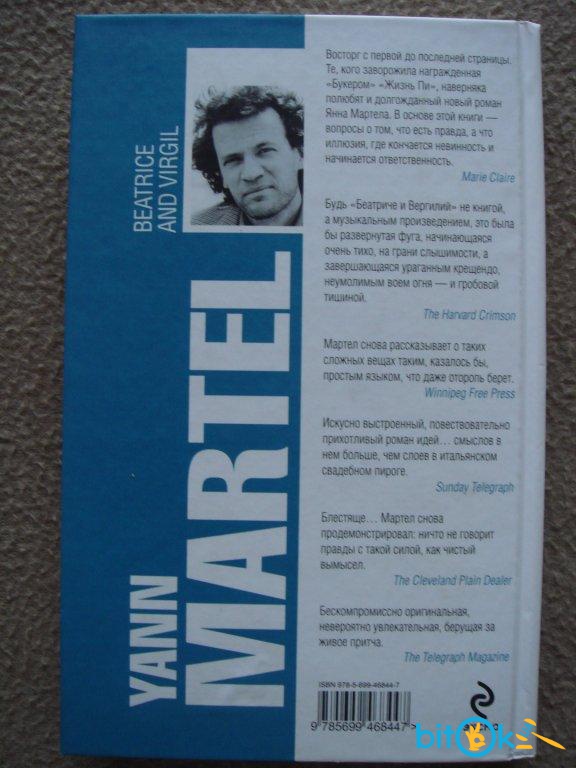 YANN
MARTEL
BEATRICE
AND VIRGIL
Восторг с первой до последней страницы.
Те, кого заворожила награжденная
«Букером» «Жизнь Пи», наверняка
полюбят и долгожданный новый роман
Янна Мартела. В основе этой книги —
вопросы о том, что есть правда, а что
иллюзия, где кончается невинность и
начинается ответственность.
Marie Claire
Будь «Беатриче и Вергилий» не книгой,
а музыкальным произведением, это была
бы развернутая фуга, начинающаяся
очень тихо, на грани слышимости, а
завершающаяся ураганным крещендо,
неумолимым воем огня — и гробовой
тишиной.
The Harvard Crimson
Мартел снова рассказывает о таких
сложных вещах таким, казалось бы,
простым языком, что даже оторопь берет.
Winnipeg Free Press
Искусно выстроенный, повествовательно
прихотливый роман идей... смыслов в
нем больше, чем слоев в итальянском
свадебном пироге.
Sunday Telegraph
Блестяще... Мартел снова
продемонстрировал: ничто не говорит
правды с такой силой, как чистый
вымысел.
The Cleveland Plain Dealer
Бескомпромиссно оригинальная,
невероятно увлекательная, берущая за
живое притча.
The Telegraph Magazine
ISBN 978-5-699-46844-7
9 785699 468447 >
bitok